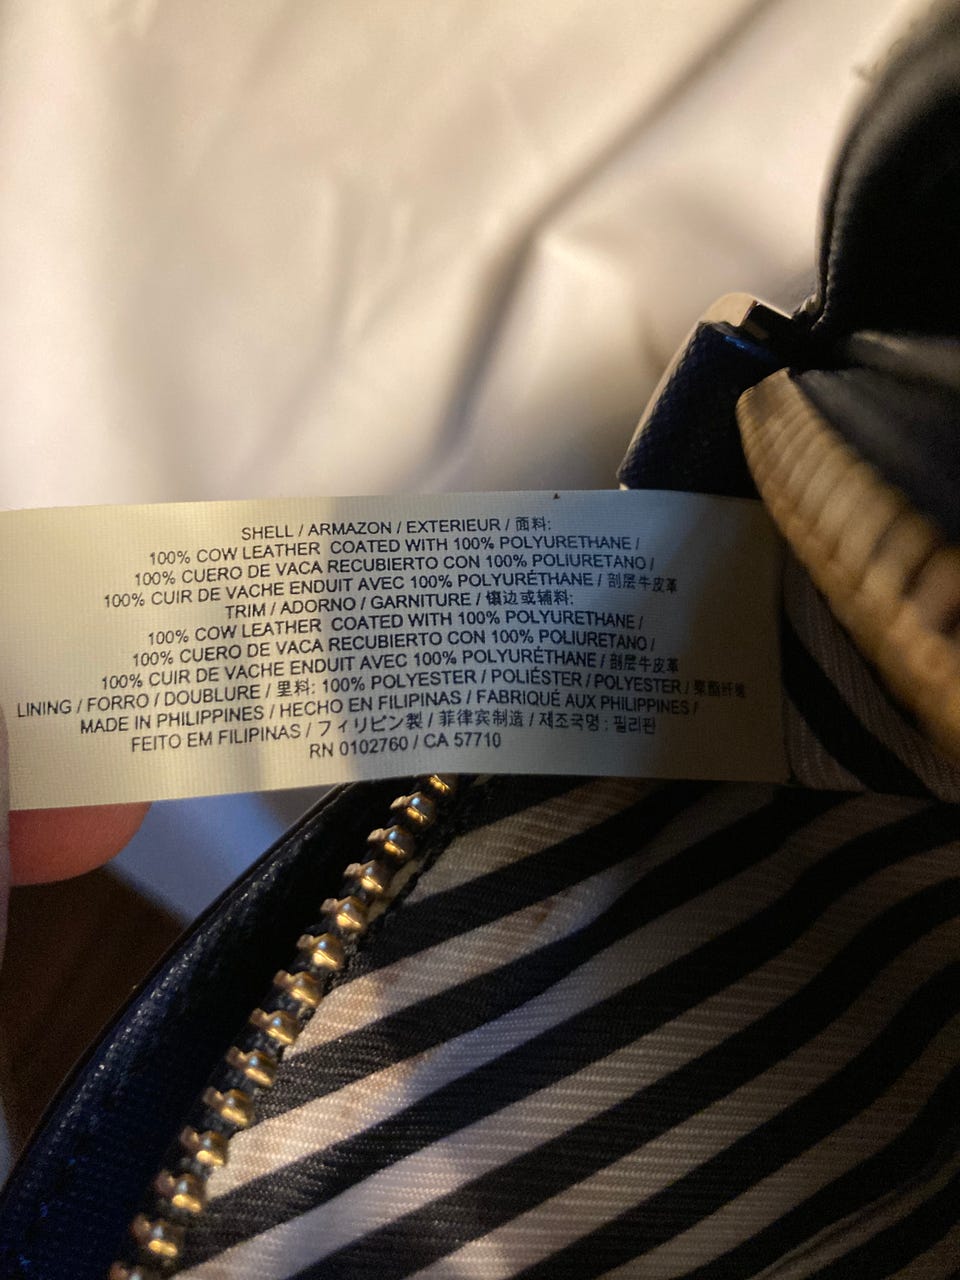 SHELL / ARMAZON / EXTERIEUR / 面料:
100% COW LEATHER COATED WITH 100% POLYURETHANE /
100% CUERO DE VACA RECUBIERTO CON 100% POLIURETANO /
100% CUIR DE VACHE ENDUIT AVEC 100% POLYURÉTHANE / 剖层牛皮革
TRIM / ADORNO / GARNITURE / 镶边或辅料:
100% COW LEATHER COATED WITH 100% POLYURETHANE /
100% CUERO DE VACA RECUBIERTO CON 100% POLIURETANO /
100% CUIR DE VACHE ENDUIT AVEC 100% POLYURÉTHANE / 剖层牛皮革
LINING / FORRO / DOUBLURE / 里料: 100% POLYESTER / POLIÉSTER / POLYESTER / 聚酯纤维
MADE IN PHILIPPINES / HECHO EN FILIPINAS / FABRIQUÉ AUX PHILIPPINES /
FEITO EM FILIPINAS / フィリピン製 / 菲律宾制造 / 제조국명 : 필리핀
RN 0102760 / CA 57710